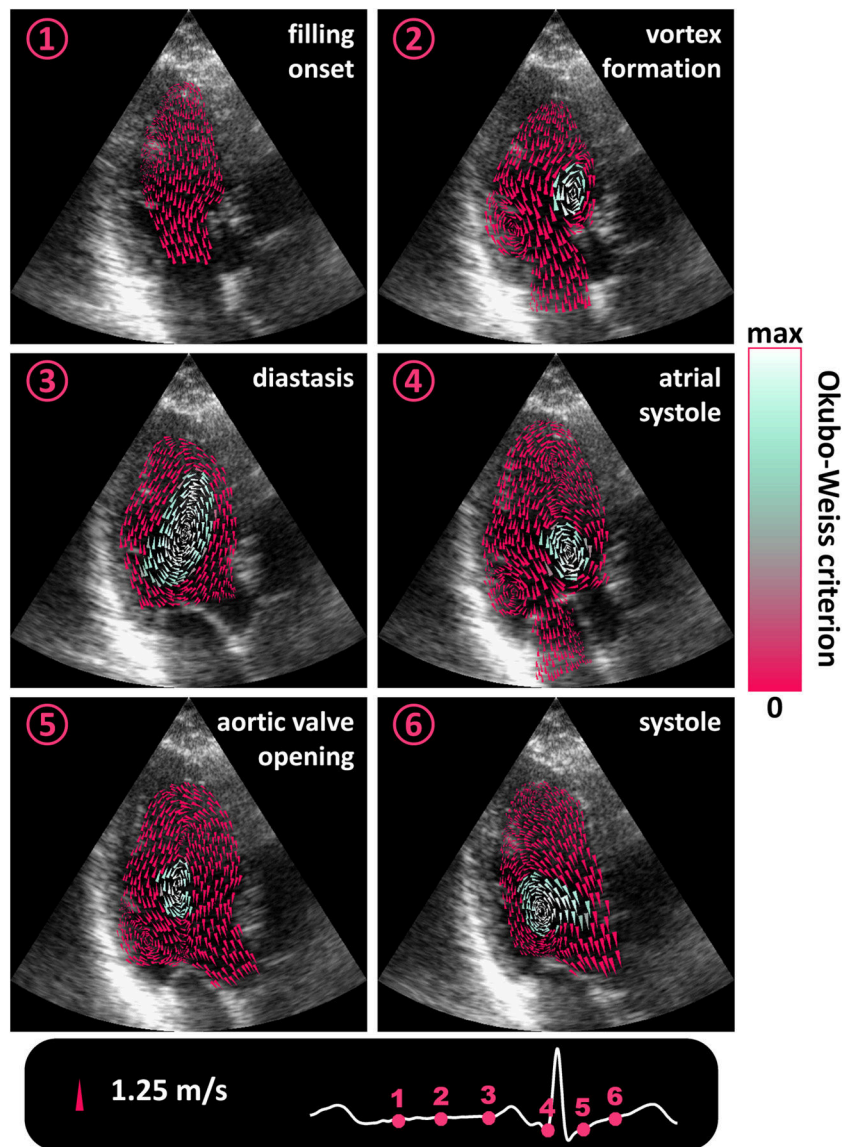 ① filling
onset
② vortex
formation
③ diastasis
④ atrial
systole
max
Okubo-Weiss criterion
0
⑤ aortic valve
opening
⑥ systole
1.25 m/s
1 2 3 4 5 6